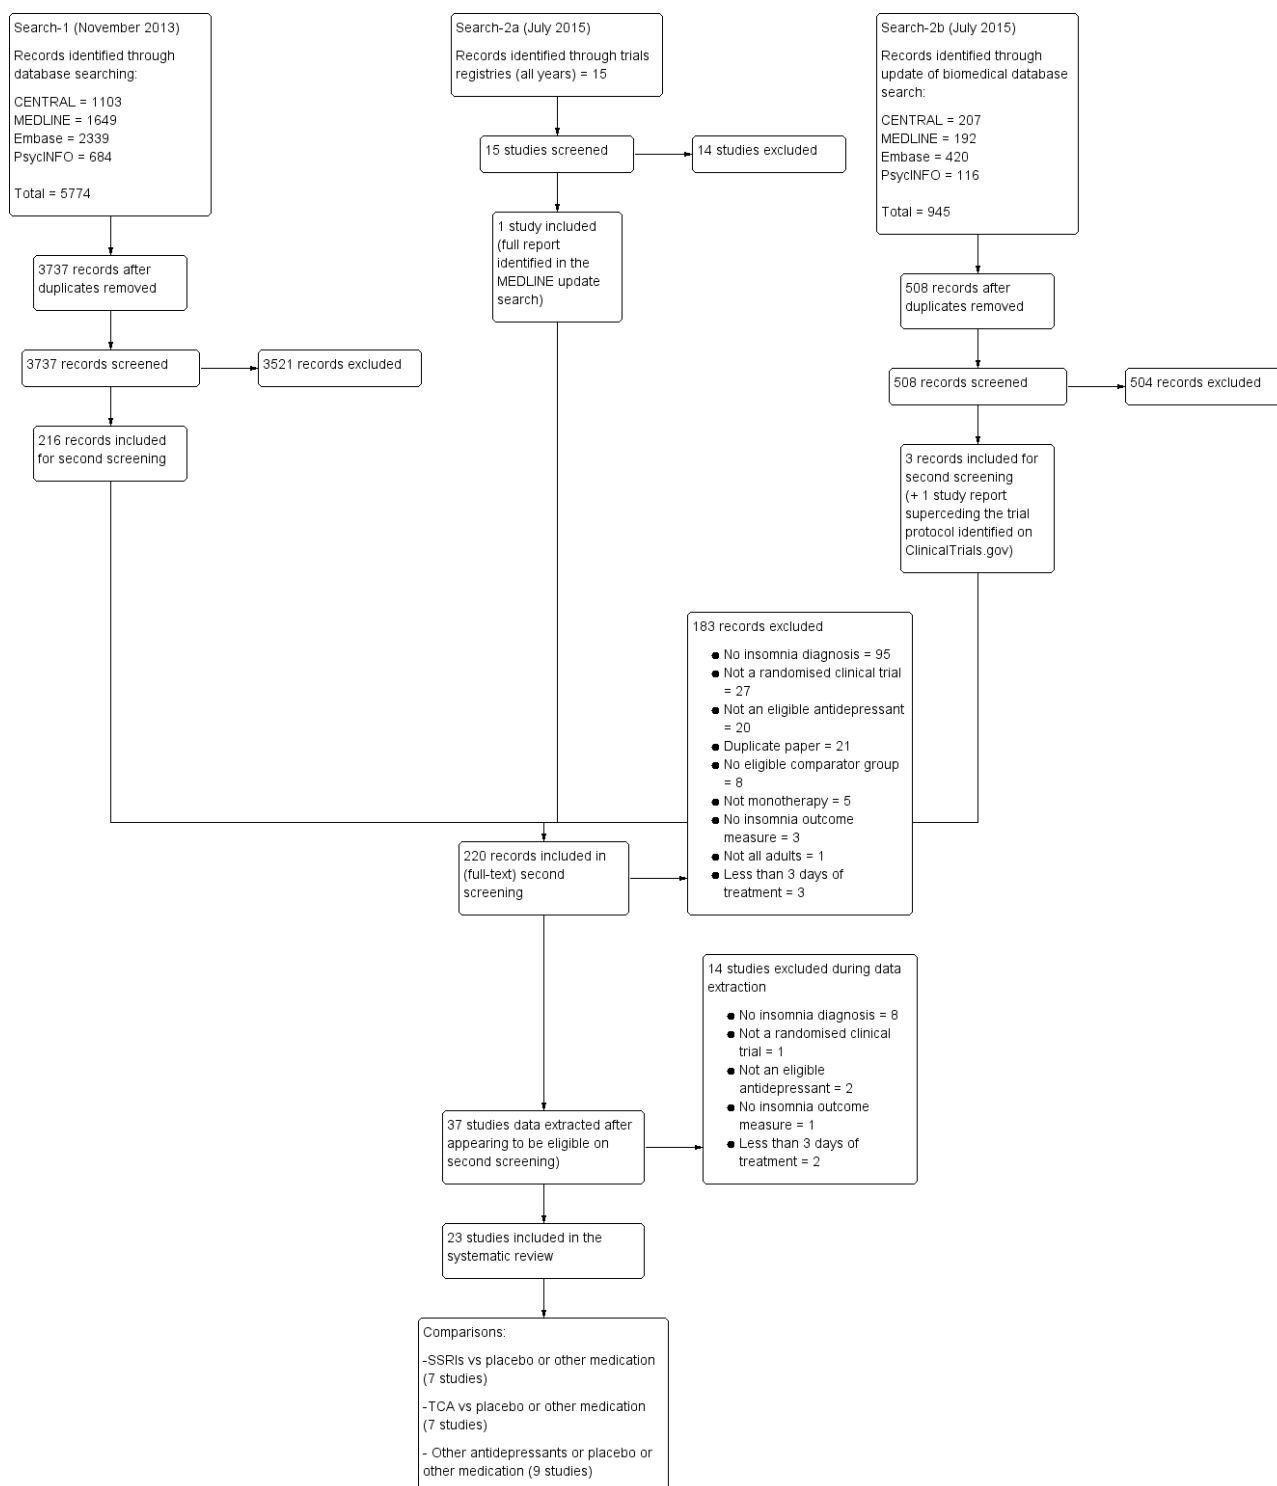 Search-1 (November 2013)
Records identified through
database searching:
CENTRAL = 1103
MEDLINE = 1649
Embase = 2339
PsycINFO = 684
Total = 5774
3737 records after
duplicates removed
3737 records screened
3521 records excluded
216 records included
for second screening
Search-2a (July 2015)
Records identified through trials
registries (all years) = 15
15 studies screened
14 studies excluded
1 study included
(full report
identified in the
MEDLINE update
search)
Search-2b (July 2015)
Records identified through
update of biomedical database
search:
CENTRAL = 207
MEDLINE = 192
Embase = 420
PsycINFO = 116
Total = 945
508 records after
duplicates removed
508 records screened
504 records excluded
3 records included for
second screening
(+ 1 study report
superceding the trial
protocol identified on
ClinicalTrials.gov)
220 records included in
(full-text) second
screening
183 records excluded
● No insomnia diagnosis = 95
● Not a randomised clinical trial
= 27
● Not an eligible antidepressant
= 20
● Duplicate paper = 21
● No eligible comparator group
= 8
● Not monotherapy = 5
● No insomnia outcome
measure = 3
● Not all adults = 1
● Less than 3 days of
treatment = 3
37 studies data extracted after
appearing to be eligible on
second screening)
14 studies excluded during data
extraction
● No insomnia diagnosis = 8
● Not a randomised clinical
trial = 1
● Not an eligible
antidepressant = 2
● No insomnia outcome
measure = 1
● Less than 3 days of
treatment = 2
23 studies included in the
systematic review
Comparisons:
-SSRIs vs placebo or other medication
(7 studies)
-TCA vs placebo or other medication
(7 studies)
- Other antidepressants or placebo or
other medication (9 studies)